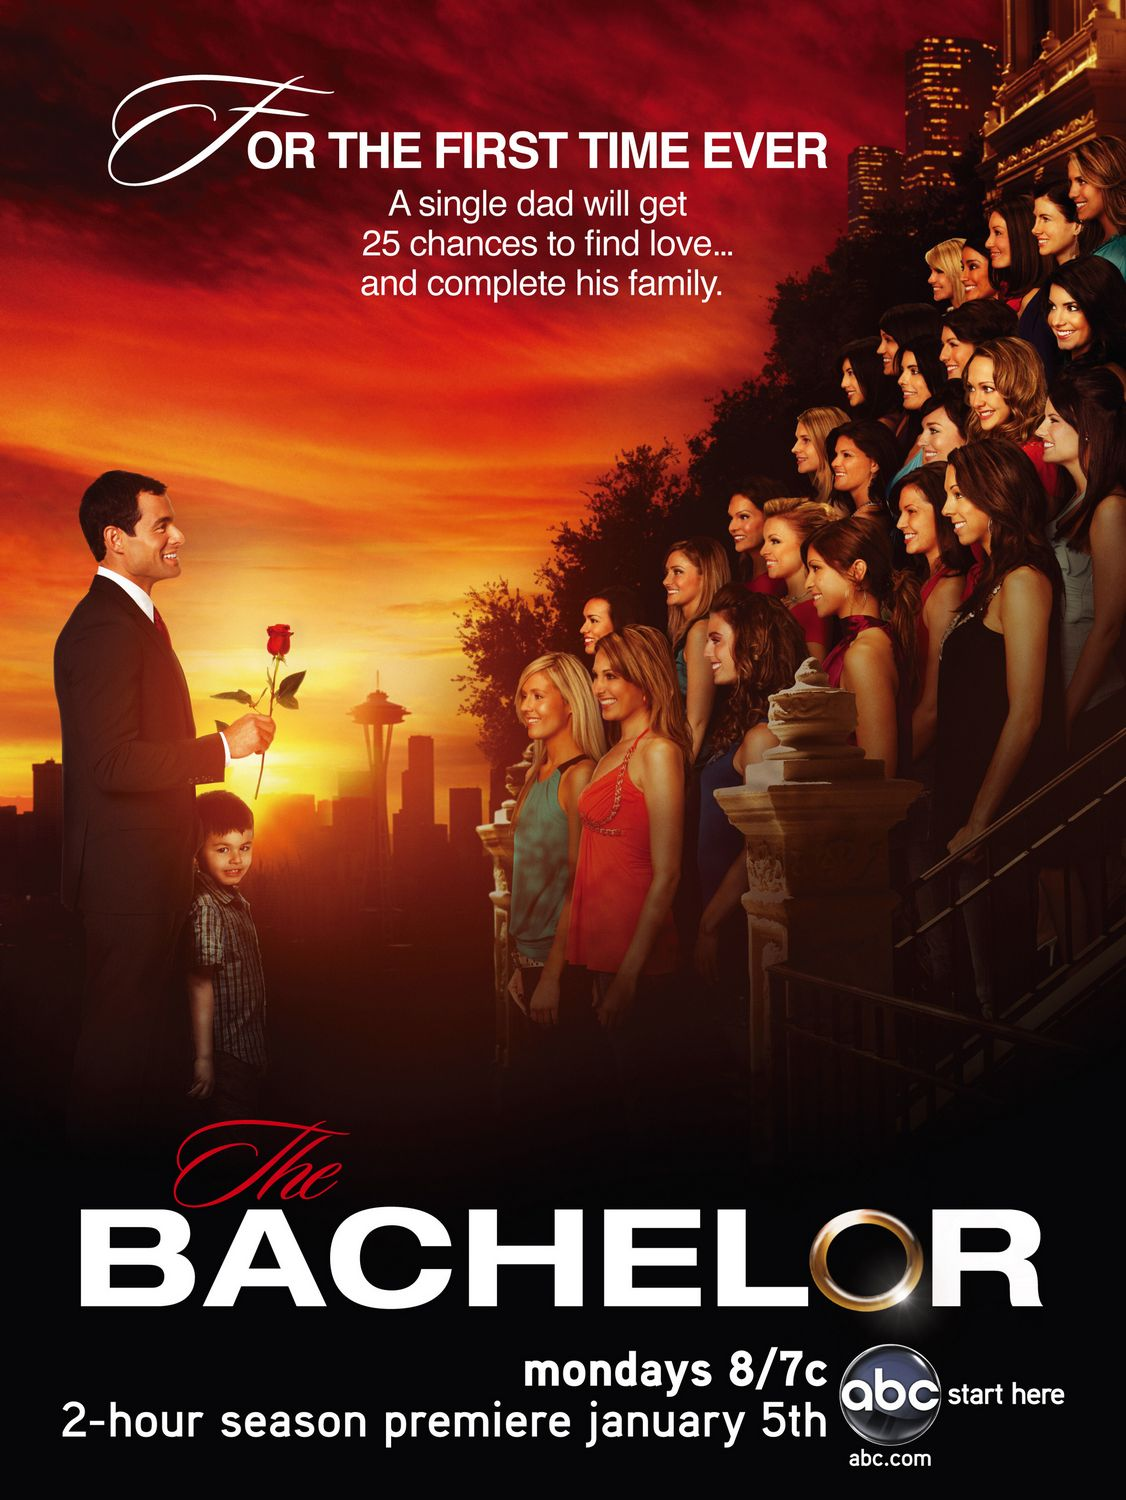 FOR THE FIRST TIME EVER
A single dad will get
25 chances to find love...
and complete his family.
The
BACHELOR
mondays 8/7c
2-hour season premiere january 5th
abc start here
abc.com